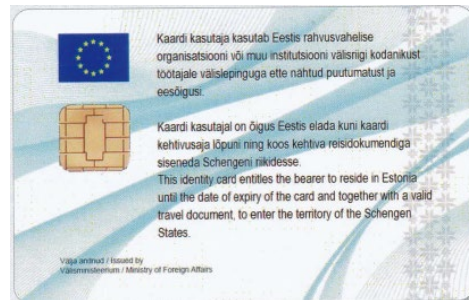 Kaardi kasutaja kasutab Eestis rahvusvahelise
organisatsiooni või muu institutsiooni välisriigi kodanikust
töötajale välislepinguga ette nähtud puutumatust ja
eesõigusi.
Kaardi kasutajal on õigus Eestis elada kuni kaardi
kehtivusaja lõpuni ning koos kehtiva reisidokumendiga
siseneda Schengeni riikidesse.
This identity card entitles the bearer to reside in Estonia
until the date of expiry of the card and together with a valid
travel document, to enter the territory of the Schengen
States.
Välja andnud / Issued by
Välisministeerium / Ministry of Foreign Affairs